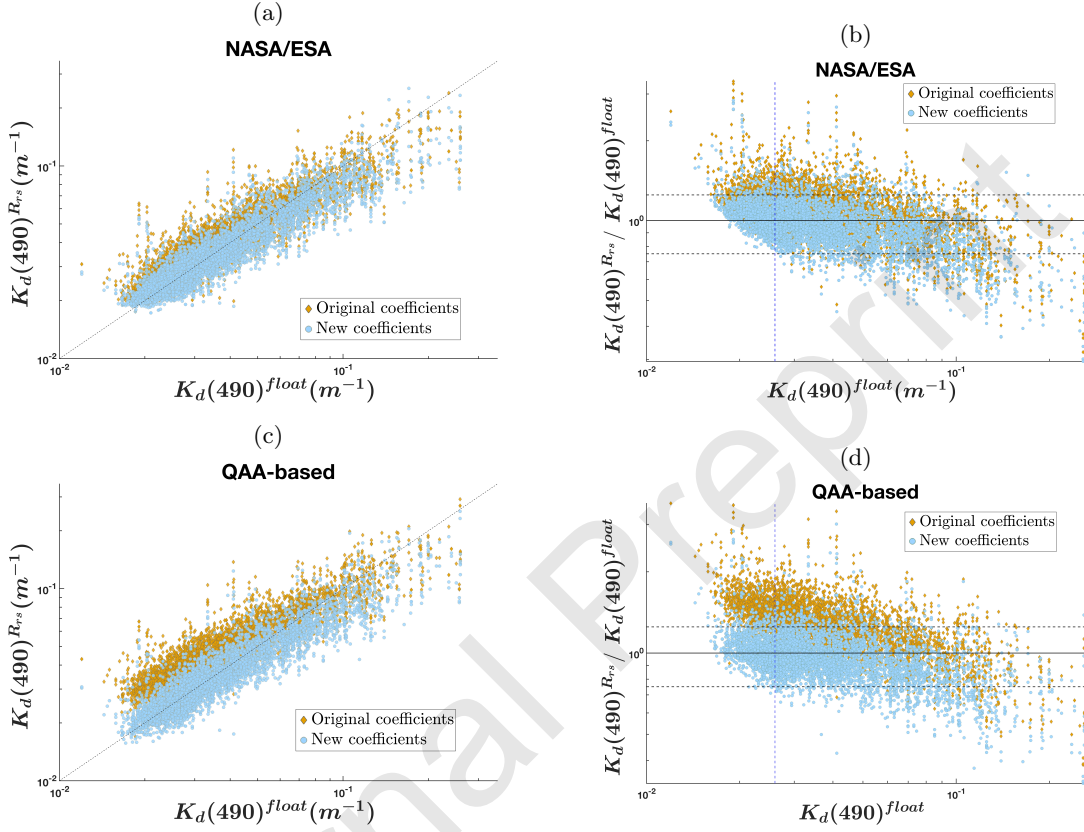 (a)
NASA/ESA
K_d(490)^{R_rs}(m^{-1})
10^{-1}
10^{-2}
10^{-2}
10^{-1}
Original coefficients
New coefficients
K_d(490)^{float}(m^{-1})
(b)
NASA/ESA
K_d(490)^{R_rs} / K_d(490)^{float}
10^0
10^{-2}
10^{-1}
Original coefficients
New coefficients
K_d(490)^{float}(m^{-1})
(c)
QAA-based
K_d(490)^{R_rs}(m^{-1})
10^{-1}
10^{-2}
10^{-2}
10^{-1}
Original coefficients
New coefficients
K_d(490)^{float}(m^{-1})
(d)
QAA-based
K_d(490)^{R_rs} / K_d(490)^{float}
10^0
10^{-2}
10^{-1}
Original coefficients
New coefficients
K_d(490)^{float}
rnal Preprint